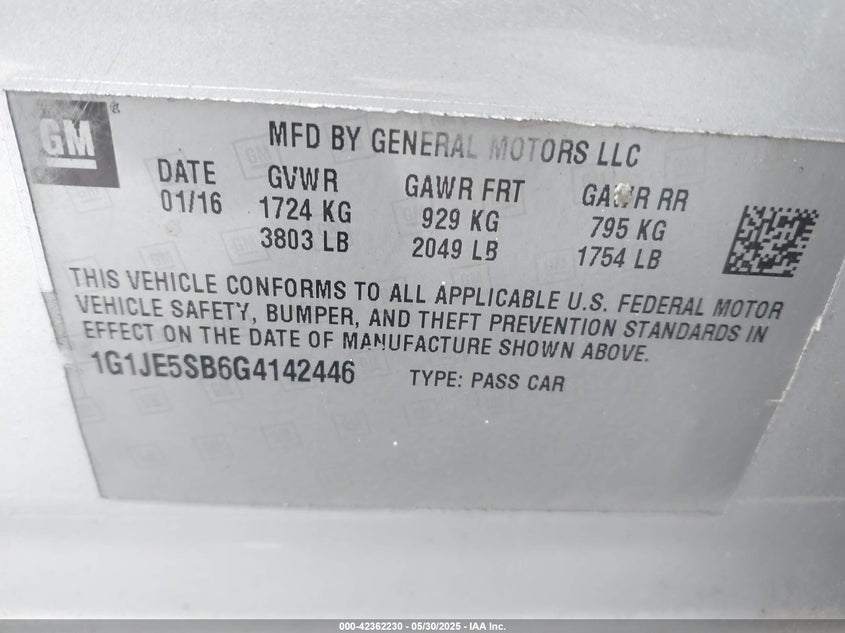 GM
MFD BY GENERAL MOTORS LLC
DATE GVWR GAWR FRT GAWR RR
01/16 1724 KG 929 KG 795 KG
3803 LB 2049 LB 1754 LB
THIS VEHICLE CONFORMS TO ALL APPLICABLE U.S. FEDERAL MOTOR
VEHICLE SAFETY, BUMPER, AND THEFT PREVENTION STANDARDS IN
EFFECT ON THE DATE OF MANUFACTURE SHOWN ABOVE.
1G1JE5SB6G4142446 TYPE: PASS CAR
000-42362230 - 05/30/2025 - IAA Inc.